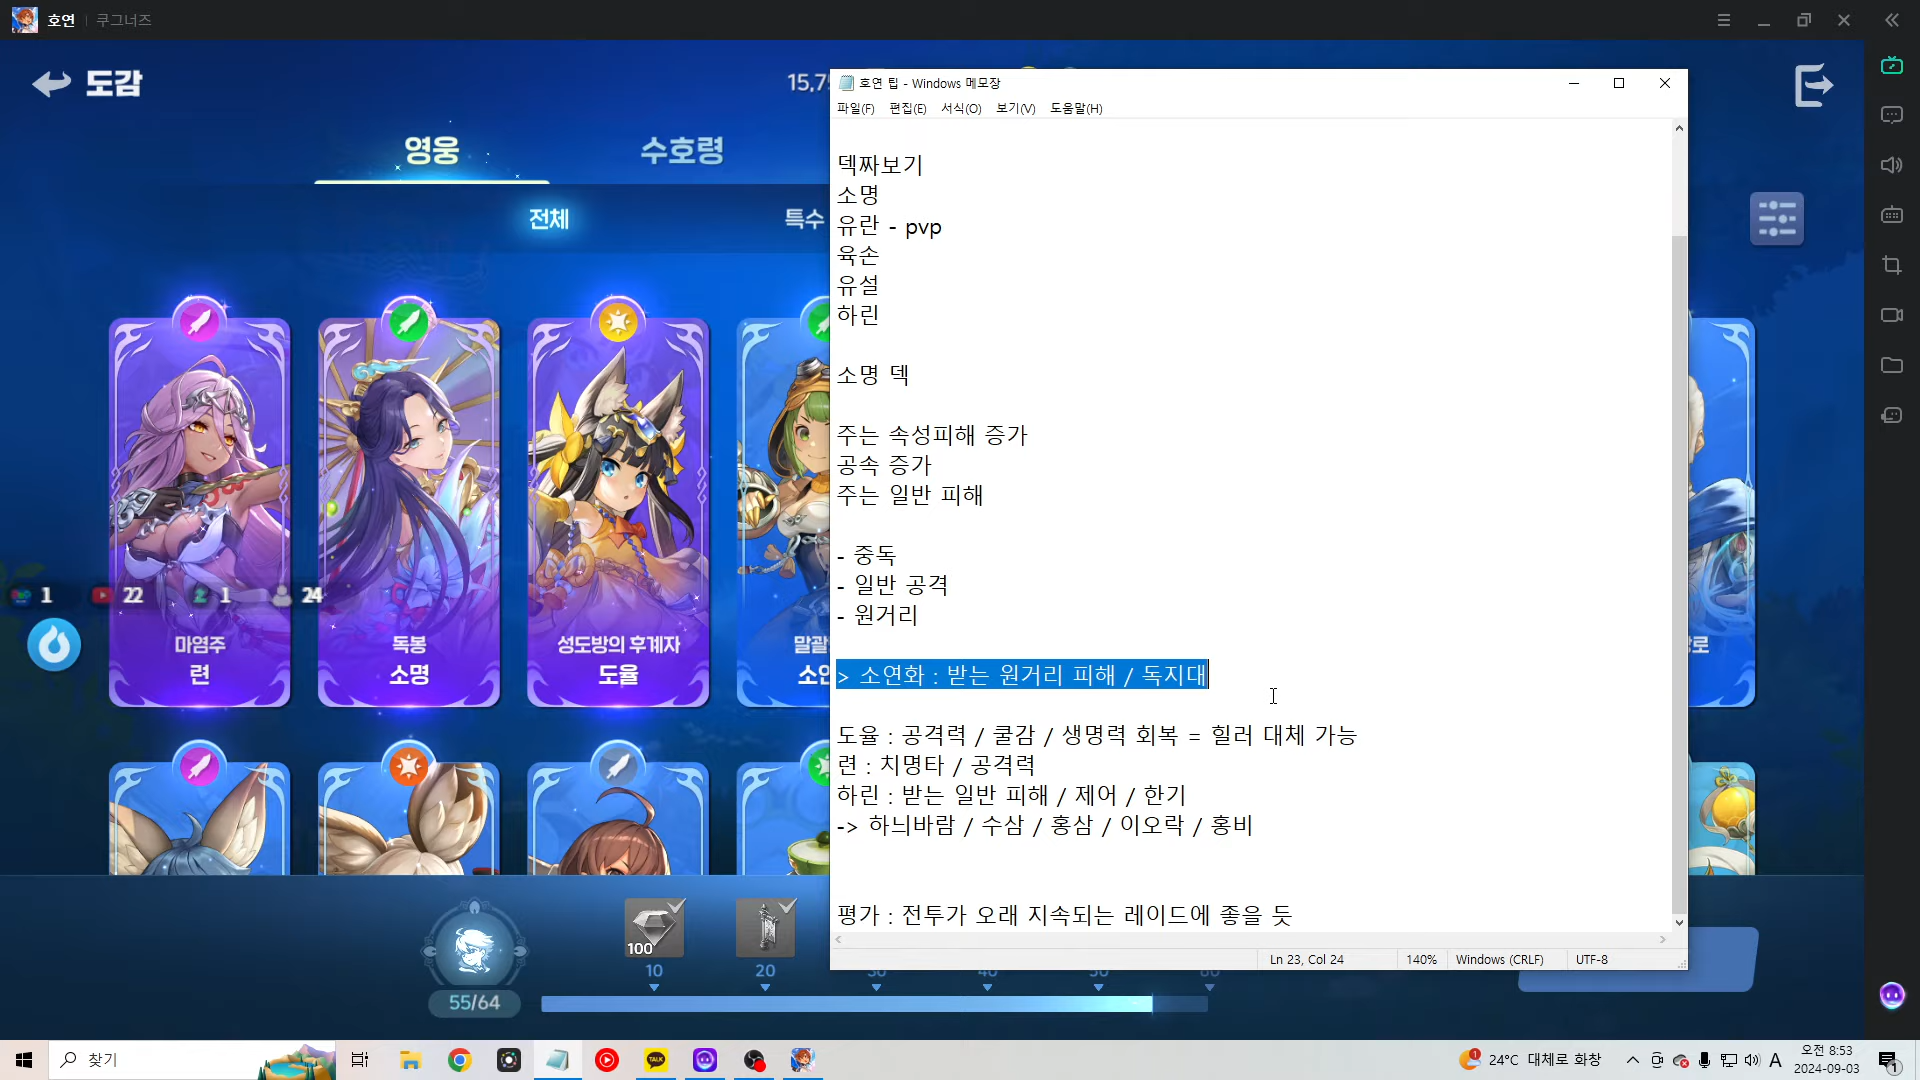 호연 쿠그너즈
도감
영웅 수호령
전체 특수
마염주
련
독봉
소명
성도방의 후계자
도율
1 22 1 24
55/64
100
10 20 30 40 50 60
호연 팁 - Windows 메모장
파일(F) 편집(E) 서식(O) 보기(V) 도움말(H)
덱짜보기
소명
유란 - pvp
육손
유설
하린
소명 덱
주는 속성피해 증가
공속 증가
주는 일반 피해
- 중독
- 일반 공격
- 원거리
> 소연화 : 받는 원거리 피해 / 독지대
도율 : 공격력 / 쿨감 / 생명력 회복 = 힐러 대체 가능
련 : 치명타 / 공격력
하린 : 받는 일반 피해 / 제어 / 한기
-> 하늬바람 / 수삼 / 홍삼 / 이오락 / 홍비
평가 : 전투가 오래 지속되는 레이드에 좋을 듯
Ln 23, Col 24 140% Windows (CRLF) UTF-8
찾기
TALK
24°C 대체로 화창
A
오전 8:53
2024-09-03